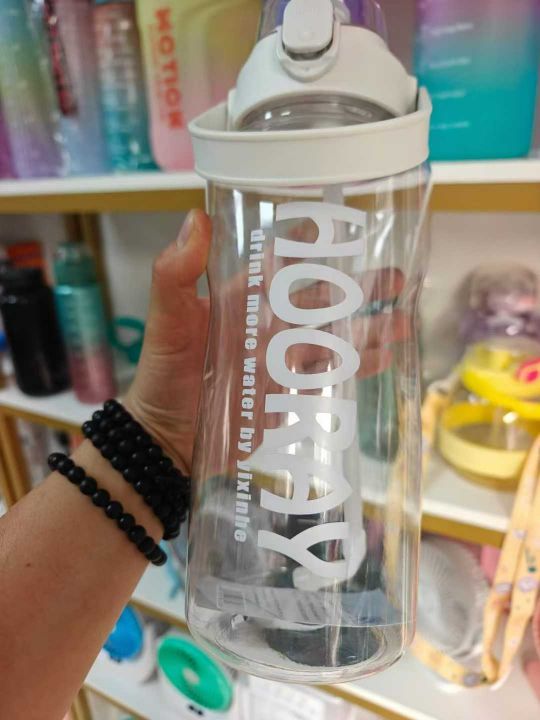 HOORAY
drink more water by yixinhe
MOTION